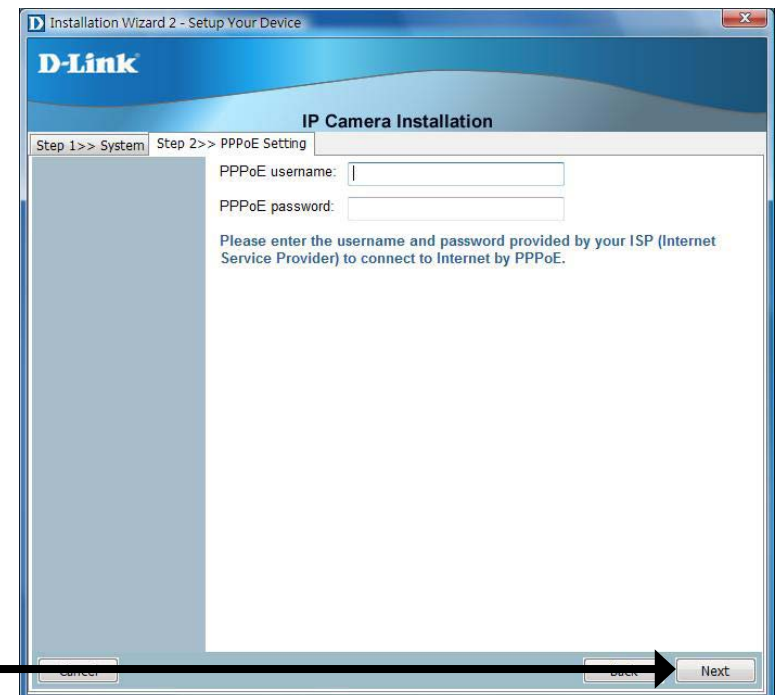 Installation Wizard 2 - Setup Your Device
D-Link
IP Camera Installation
Step 1>> System Step 2>> PPPoE Setting
PPPoE username:
PPPoE password:
Please enter the username and password provided by your ISP (Internet
Service Provider) to connect to Internet by PPPoE.
Cancel Back Next